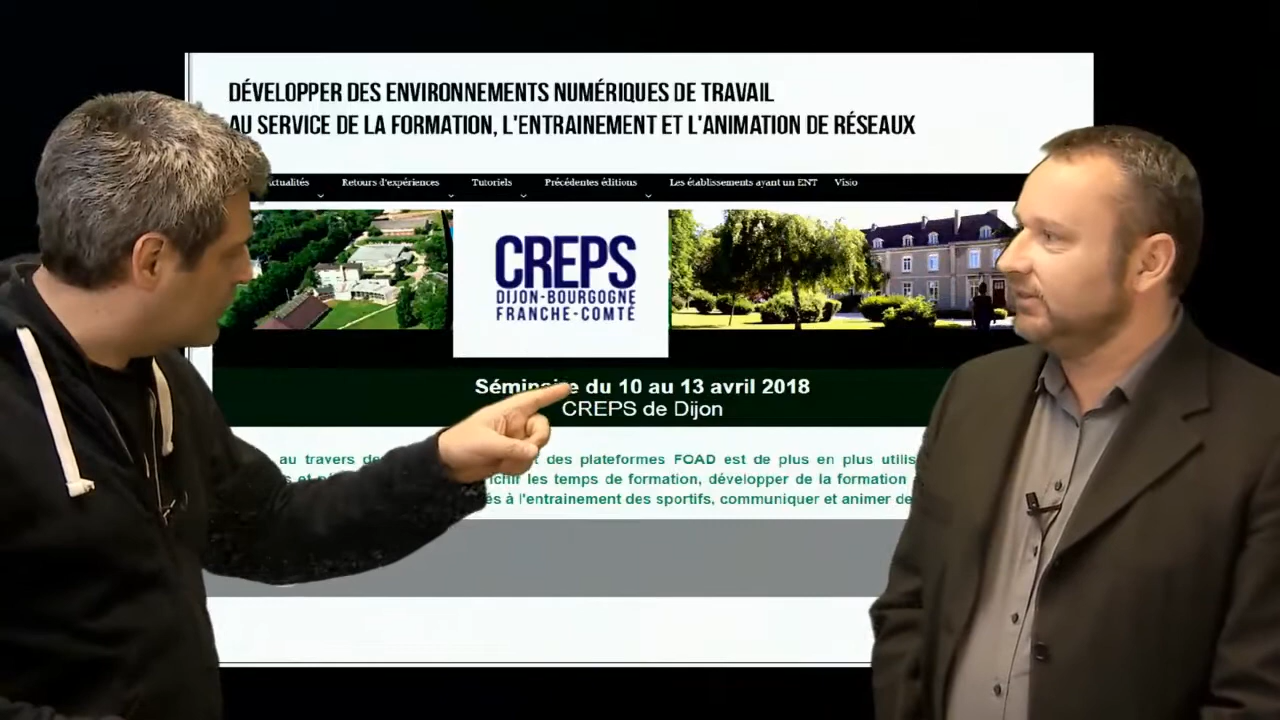 DÉVELOPPER DES ENVIRONNEMENTS NUMÉRIQUES DE TRAVAIL
AU SERVICE DE LA FORMATION, L'ENTRAINEMENT ET L'ANIMATION DE RÉSEAUX
Retours d'expériences Tutoriels Précédentes éditions Les établissements ayant un ENT Visio
CREPS
DIJON-BOURGOGNE
FRANCHE-COMTÉ
Séminaire du 10 au 13 avril 2018
CREPS de Dijon
au travers des plateformes FOAD est de plus en plus
les temps de formation, développer de la formation
à l'entrainement des sportifs, communiquer et animer